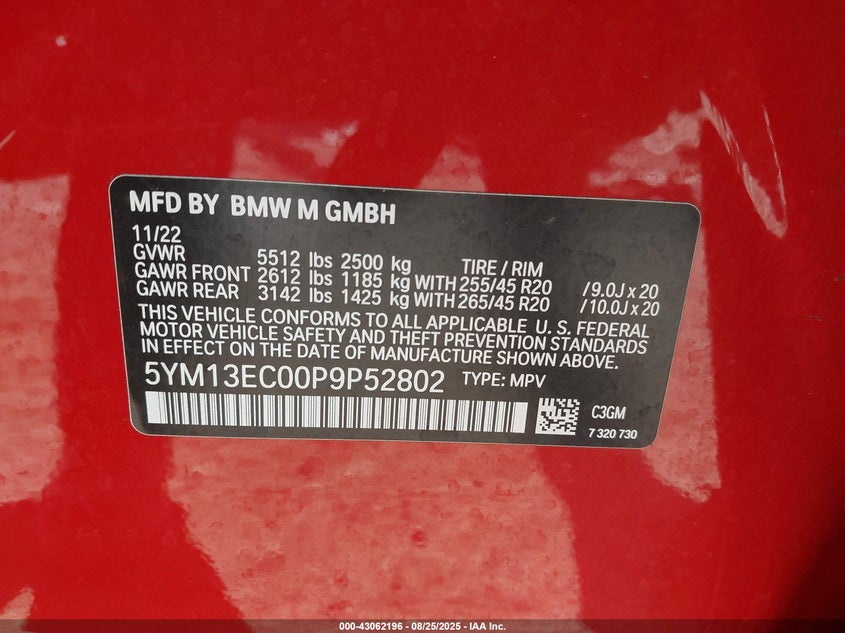 MFD BY BMW M GMBH
11/22
GVWR 5512 lbs 2500 kg TIRE / RIM
GAWR FRONT 2612 lbs 1185 kg WITH 255/45 R20 /9.0J x 20
GAWR REAR 3142 lbs 1425 kg WITH 265/45 R20 /10.0J x 20
THIS VEHICLE CONFORMS TO ALL APPLICABLE U. S. FEDERAL
MOTOR VEHICLE SAFETY AND THEFT PREVENTION STANDARDS
IN EFFECT ON THE DATE OF MANUFACTURE SHOWN ABOVE.
5YM13EC00P9P52802 TYPE: MPV
C3GM
7 320 730
000-43062196 - 08/25/2025 - IAA Inc.